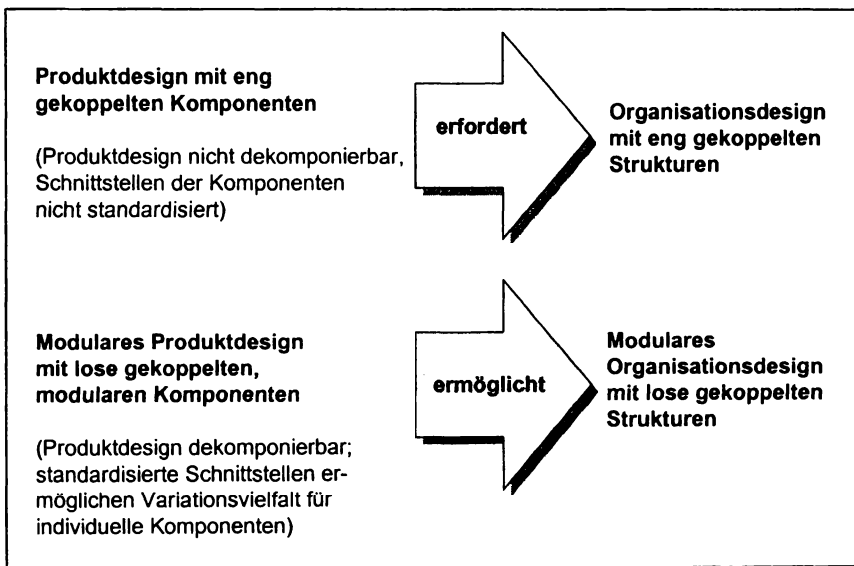 Produktdesign mit eng
gekoppelten Komponenten
(Produktdesign nicht dekomponierbar,
Schnittstellen der Komponenten
nicht standardisiert)
erfordert
Organisationsdesign
mit eng gekoppelten
Strukturen
Modulares Produktdesign
mit lose gekoppelten,
modularen Komponenten
(Produktdesign dekomponierbar;
standardisierte Schnittstellen er-
möglichen Variationsvielfalt für
individuelle Komponenten)
ermöglicht
Modulares
Organisationsdesign
mit lose gekoppelten
Strukturen